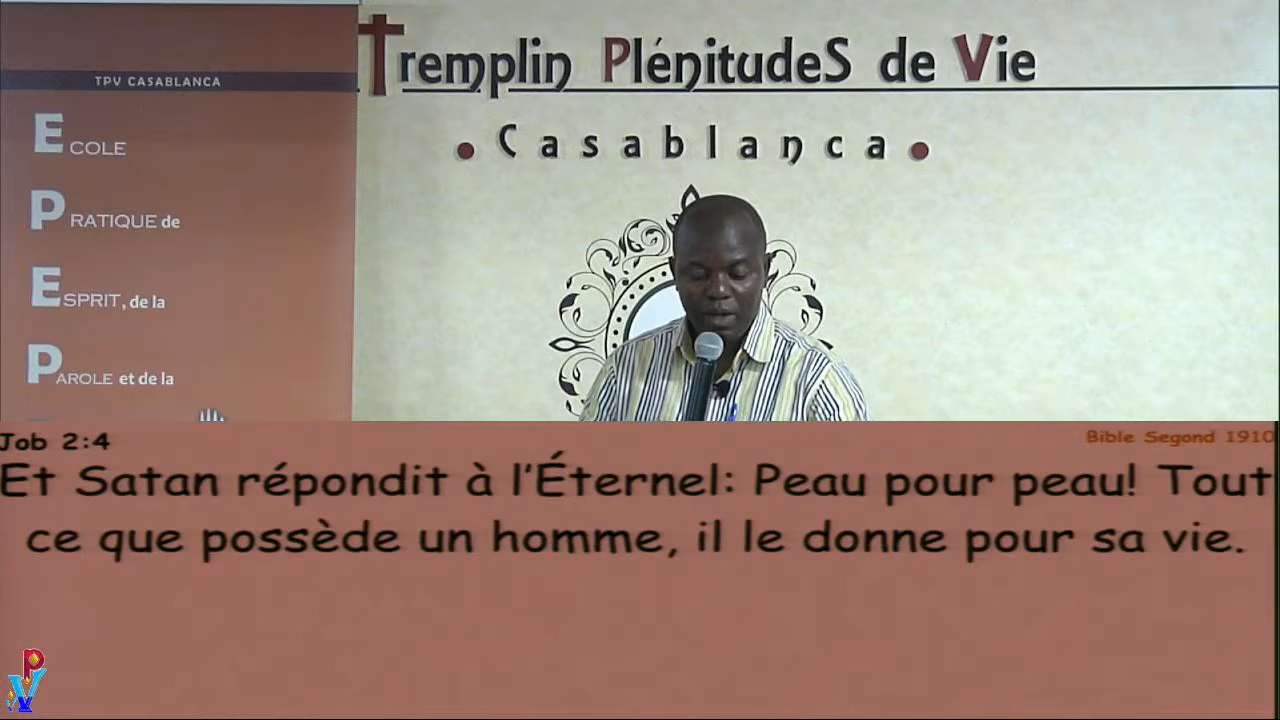 TPV CASABLANCA
ECOLE
PRATIQUE de
ESPRIT, de la
PAROLE et de la
Tremplin PlénitudeS de Vie
• Casablanca •
Job 2:4
Bible Segond 1910
Et Satan répondit à l'Éternel: Peau pour peau! Tout
ce que possède un homme, il le donne pour sa vie.
PV